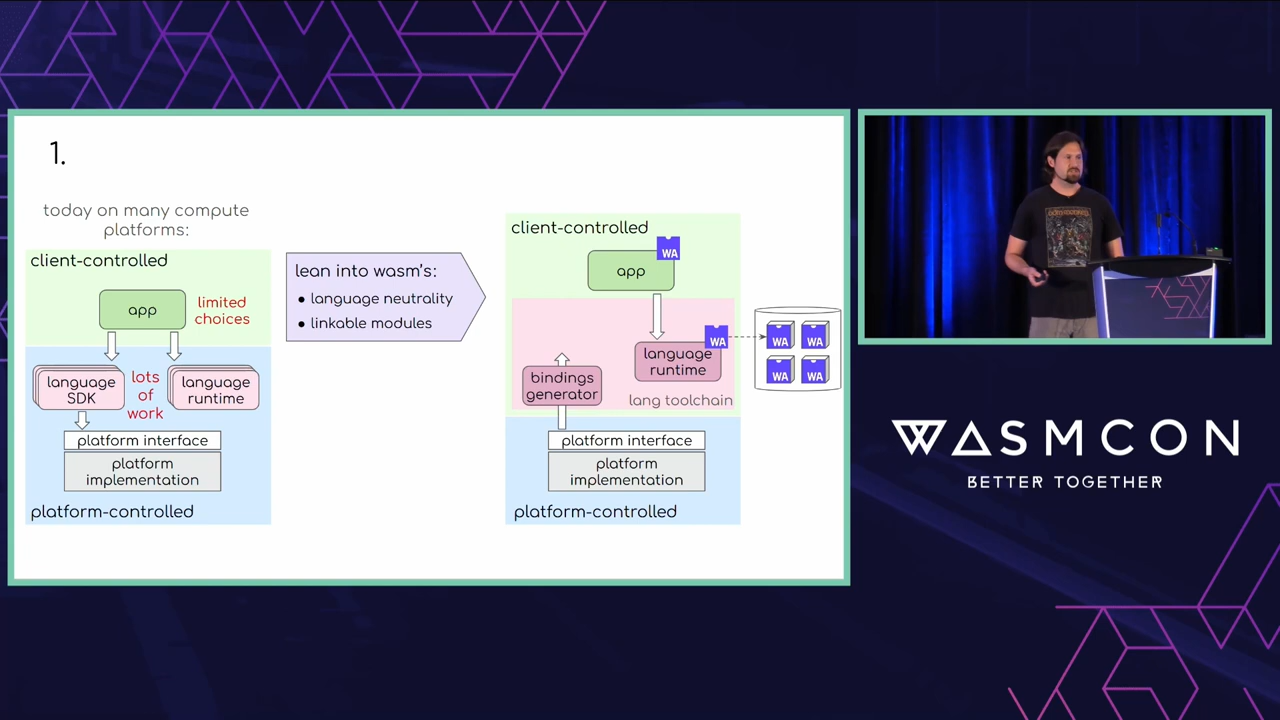 1.
today on many compute
platforms:
client-controlled
app
limited
choices
language
SDK
lots
of
work
language
runtime
platform interface
platform
implementation
platform-controlled
lean into wasm's:
• language neutrality
• linkable modules
client-controlled
WA
app
WA
language
runtime
bindings
generator
lang toolchain
WA
WA
WA
WA
platform interface
platform
implementation
platform-controlled
WASMCON
BETTER TOGETHER